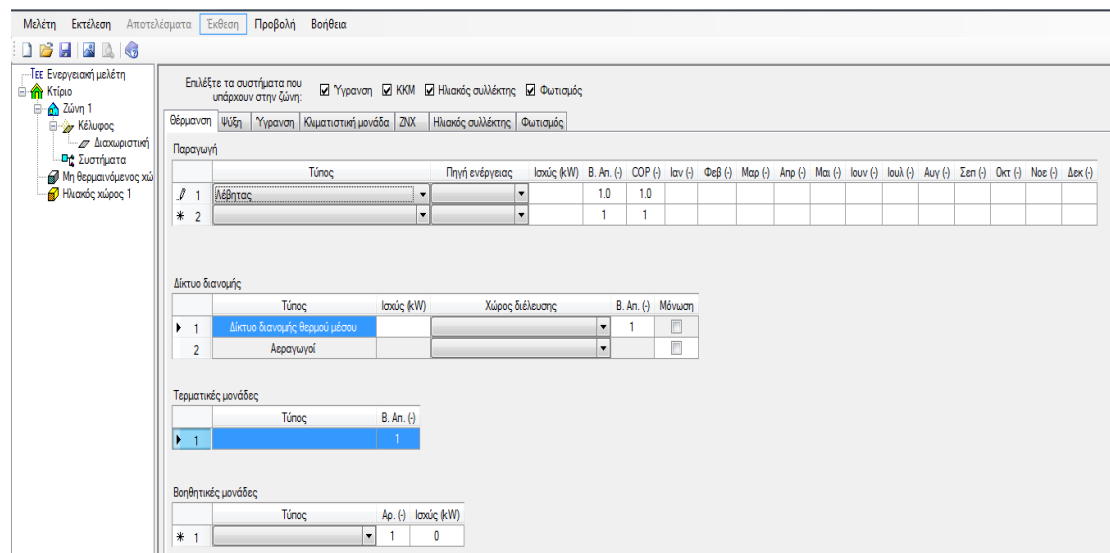 Μελέτη Εκτέλεση Αποτελέσματα Έκθεση Προβολή Βοήθεια
ΤΕΕ Ενεργειακή μελέτη
Κτίριο
Ζώνη 1
Κέλυφος
Διαχωριστική
Συστήματα
Μη θερμαινόμενος χώ
Ηλιακός χώρος 1
Επιλέξτε τα συστήματα που
υπάρχουν στην ζώνη: Ύγρανση ΚΚΜ Ηλιακός συλλέκτης Φωτισμός
Θέρμανση Ψύξη Ύγρανση Κλιματιστική μονάδα ΖΝΧ Ηλιακός συλλέκτης Φωτισμός
Παραγωγή
Τύπος Πηγή ενέργειας Ισχύς (kW) Β. Απ. (-) COP (-) Ιαν (-) Φεβ (-) Μαρ (-) Απρ (-) Μαι (-) Ιουν (-) Ιουλ (-) Αυγ (-) Σεπ (-) Οκτ (-) Νοε (-) Δεκ (-)
1 Λέβητας 1.0 1.0
* 2 1 1
Δίκτυο διανομής
Τύπος Ισχύς (kW) Χώρος διέλευσης Β. Απ. (-) Μόνωση
1 Δίκτυο διανομής θερμού μέσου 1
2 Αεραγωγοί
Τερματικές μονάδες
Τύπος Β. Απ. (-)
1 1
Βοηθητικές μονάδες
Τύπος Αρ. (-) Ισχύς (kW)
* 1 1 0